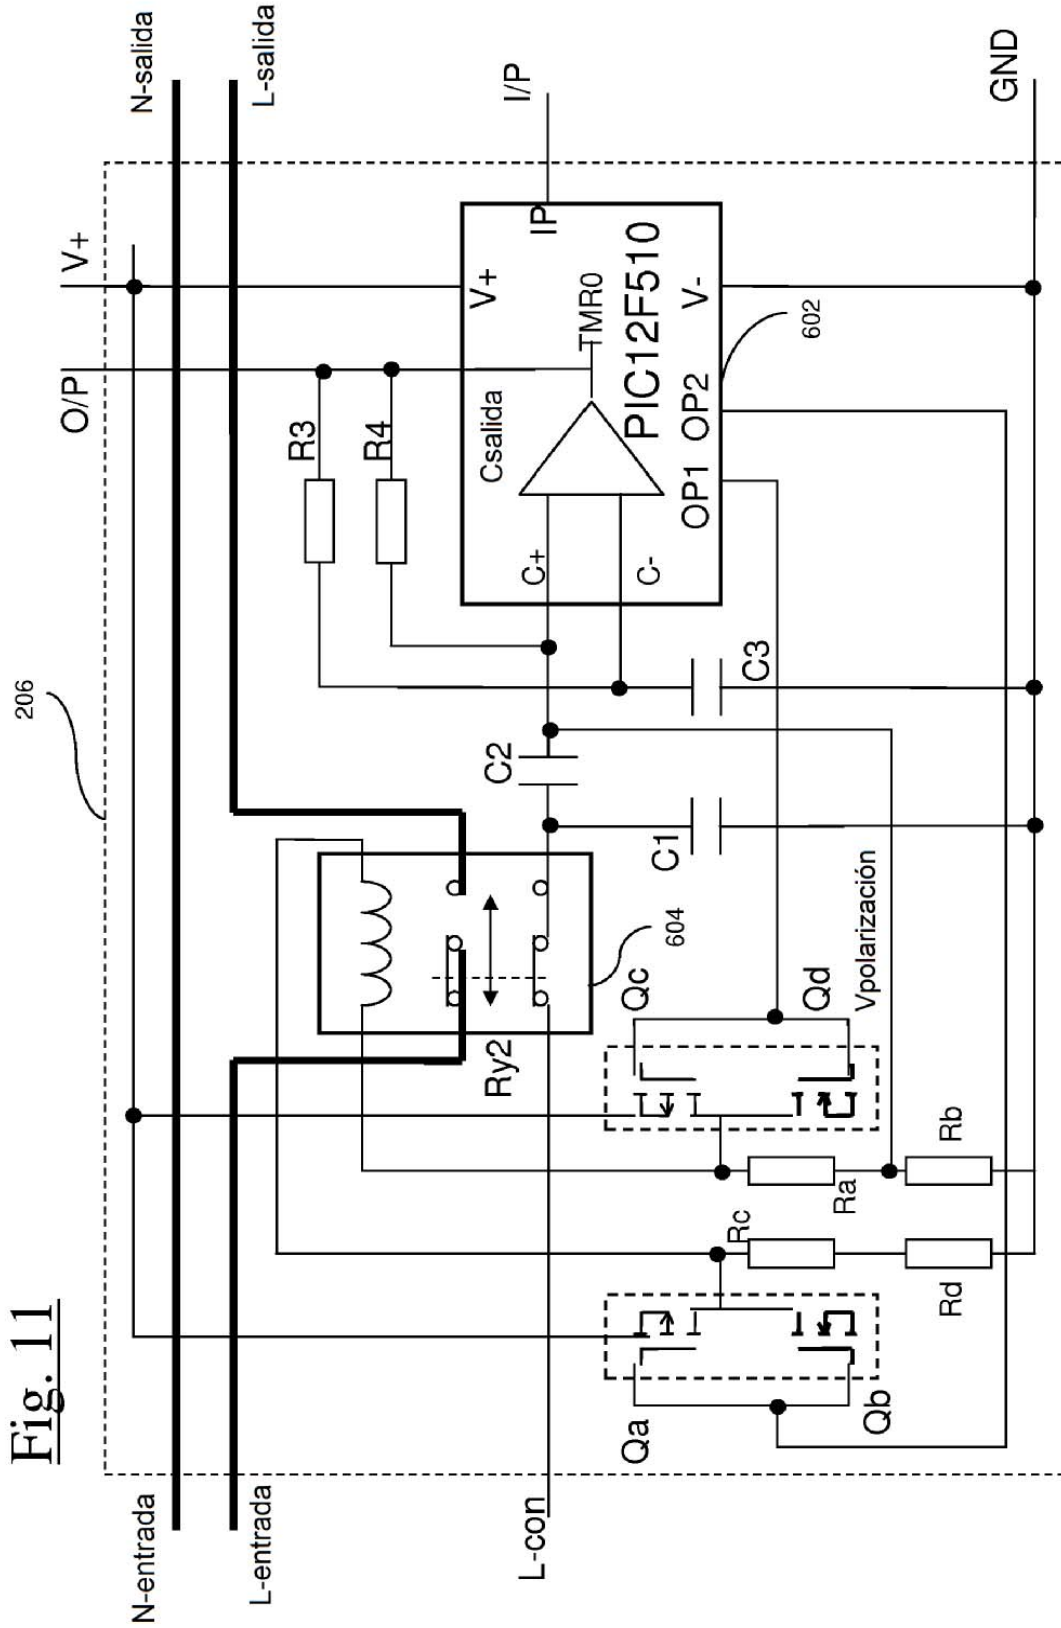 Fig. 11
206
N-entrada
N-salida
L-entrada
L-salida
O/P
V+
R3
R4
Ry2
604
L-con
C2
C1
C3
C+
C-
Csalida
V+
IP
I/P
TMR0
PIC12F510
OP1
OP2
V-
602
Qa
Qb
Qc
Qd
Vpolarización
Rc
Ra
Rd
Rb
GND